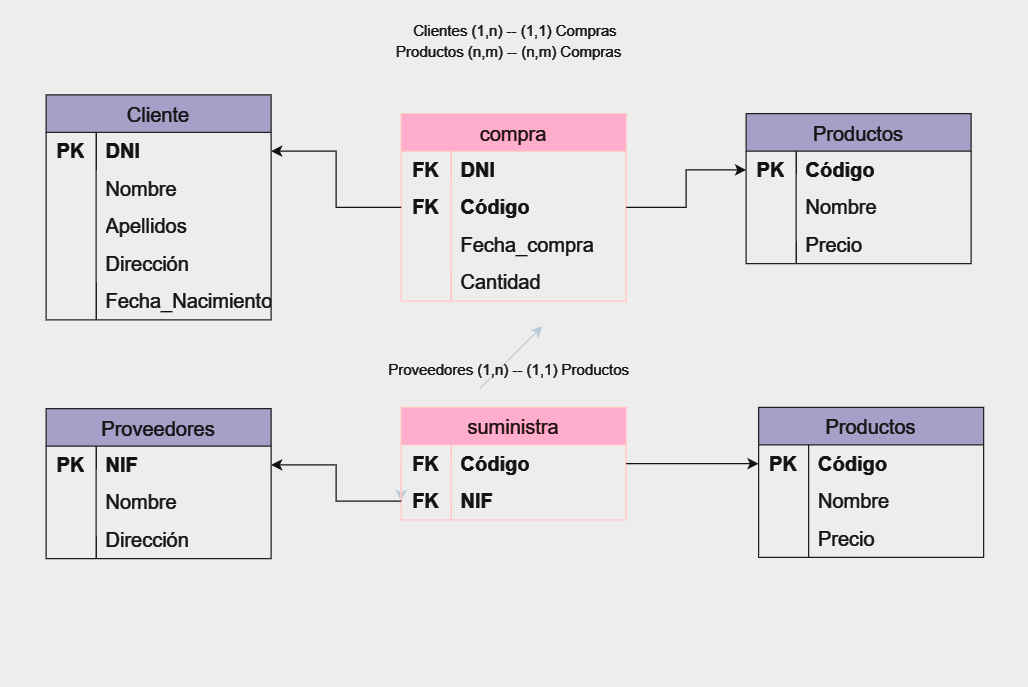 Clientes (1,n) -- (1,1) Compras
Productos (n,m) -- (n,m) Compras
Cliente
PK DNI
Nombre
Apellidos
Dirección
Fecha_Nacimiento
compra
FK DNI
FK Código
Fecha_compra
Cantidad
Productos
PK Código
Nombre
Precio
Proveedores (1,n) -- (1,1) Productos
Proveedores
PK NIF
Nombre
Dirección
suministra
FK Código
FK NIF
Productos
PK Código
Nombre
Precio